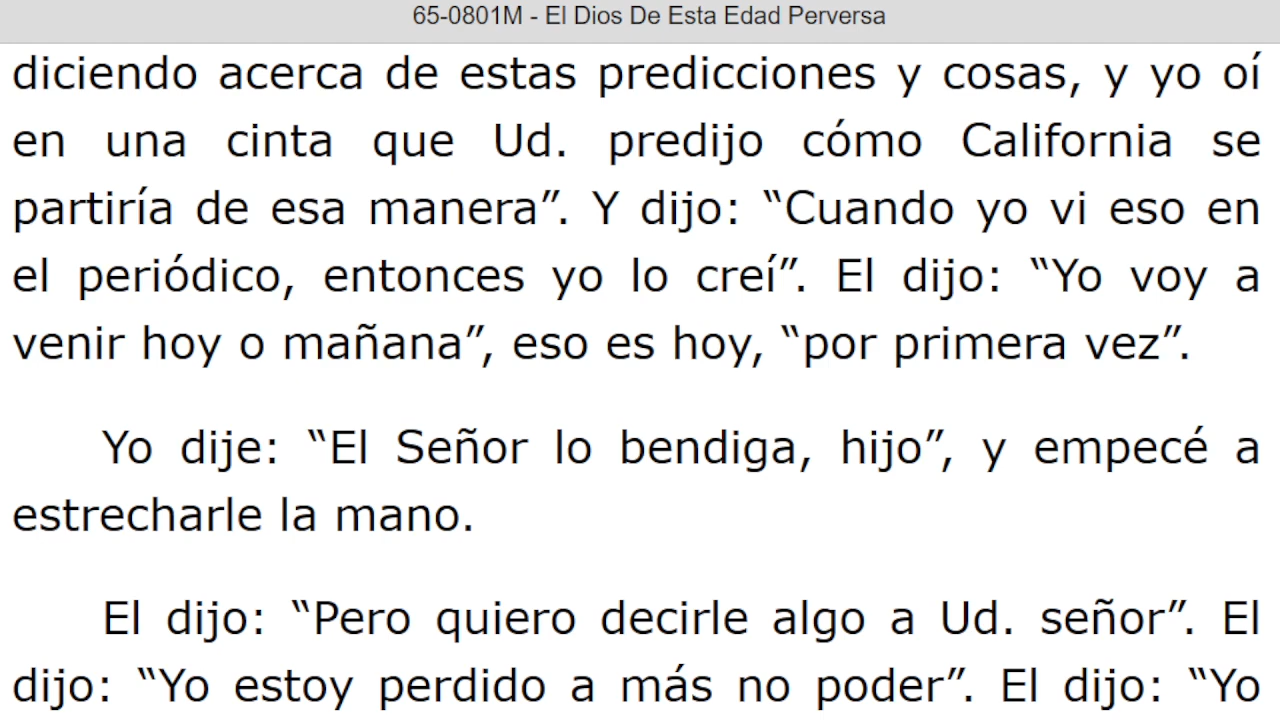 65-0801M - El Dios De Esta Edad Perversa
diciendo acerca de estas predicciones y cosas, y yo oí
en una cinta que Ud. predijo cómo California se
partiría de esa manera”. Y dijo: “Cuando yo vi eso en
el periódico, entonces yo lo creí”. El dijo: “Yo voy a
venir hoy o mañana”, eso es hoy, “por primera vez”.
Yo dije: “El Señor lo bendiga, hijo”, y empecé a
estrecharle la mano.
El dijo: “Pero quiero decirle algo a Ud. señor”. El
dijo: “Yo estoy perdido a más no poder”. El dijo: “Yo